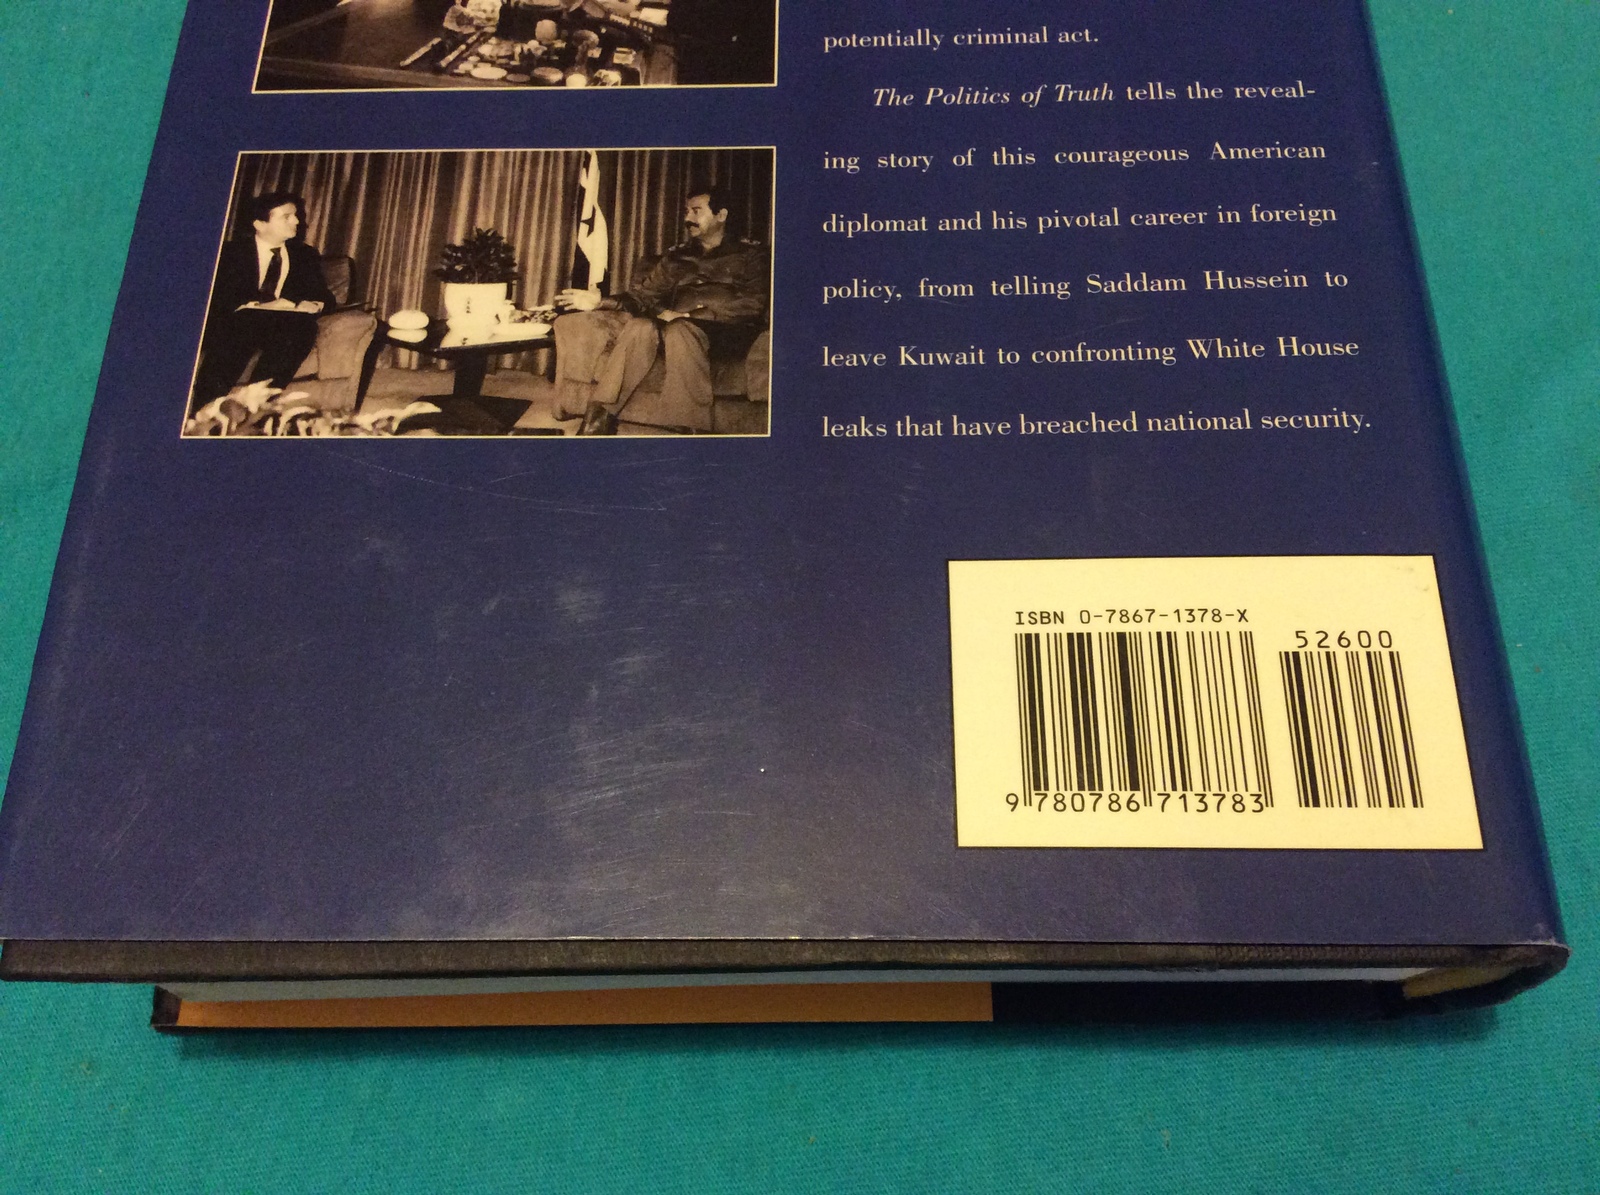 potentially criminal act.
The Politics of Truth tells the reveal-
ing story of this courageous American
diplomat and his pivotal career in foreign
policy, from telling Saddam Hussein to
leave Kuwait to confronting White House
leaks that have breached national security.
ISBN 0-7867-1378-X
52600
9 780786 713783